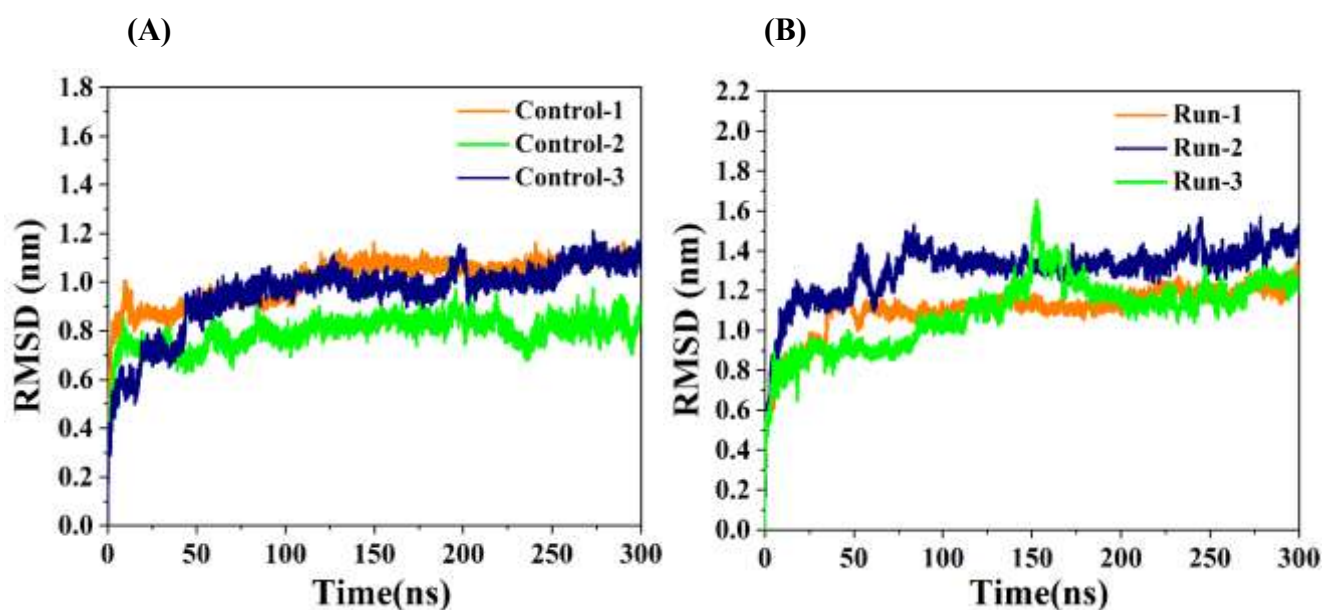 (A)
(B)
1.8
1.6
1.4
1.2
1.0
0.8
0.6
0.4
0.2
0.0
RMSD (nm)
Control-1
Control-2
Control-3
0 50 100 150 200 250 300
Time(ns)
2.2
2.0
1.8
1.6
1.4
1.2
1.0
0.8
0.6
0.4
0.2
0.0
RMSD (nm)
Run-1
Run-2
Run-3
0 50 100 150 200 250 300
Time(ns)